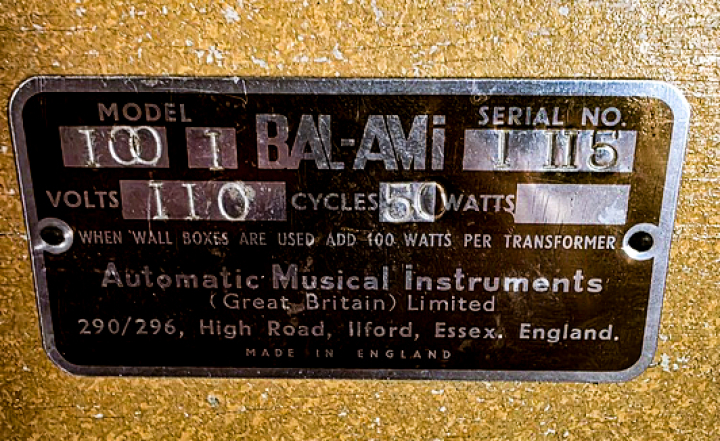 MODEL BAL-AMi SERIAL NO.
100 I I 115
VOLTS 110 CYCLES 50 WATTS
WHEN WALL BOXES ARE USED ADD 100 WATTS PER TRANSFORMER
Automatic Musical Instruments
(Great Britain) Limited
290/296, High Road, Ilford, Essex. England.
MADE IN ENGLAND